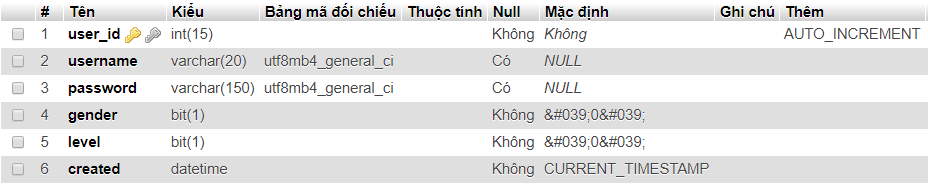 # Tên Kiểu Bảng mã đối chiếu Thuộc tính Null Mặc định Ghi chú Thêm
1 user_id int(15) Không Không AUTO_INCREMENT
2 username varchar(20) utf8mb4_general_ci Có NULL
3 password varchar(150) utf8mb4_general_ci Có NULL
4 gender bit(1) Không &#039;0&#039;
5 level bit(1) Không &#039;0&#039;
6 created datetime Không CURRENT_TIMESTAMP